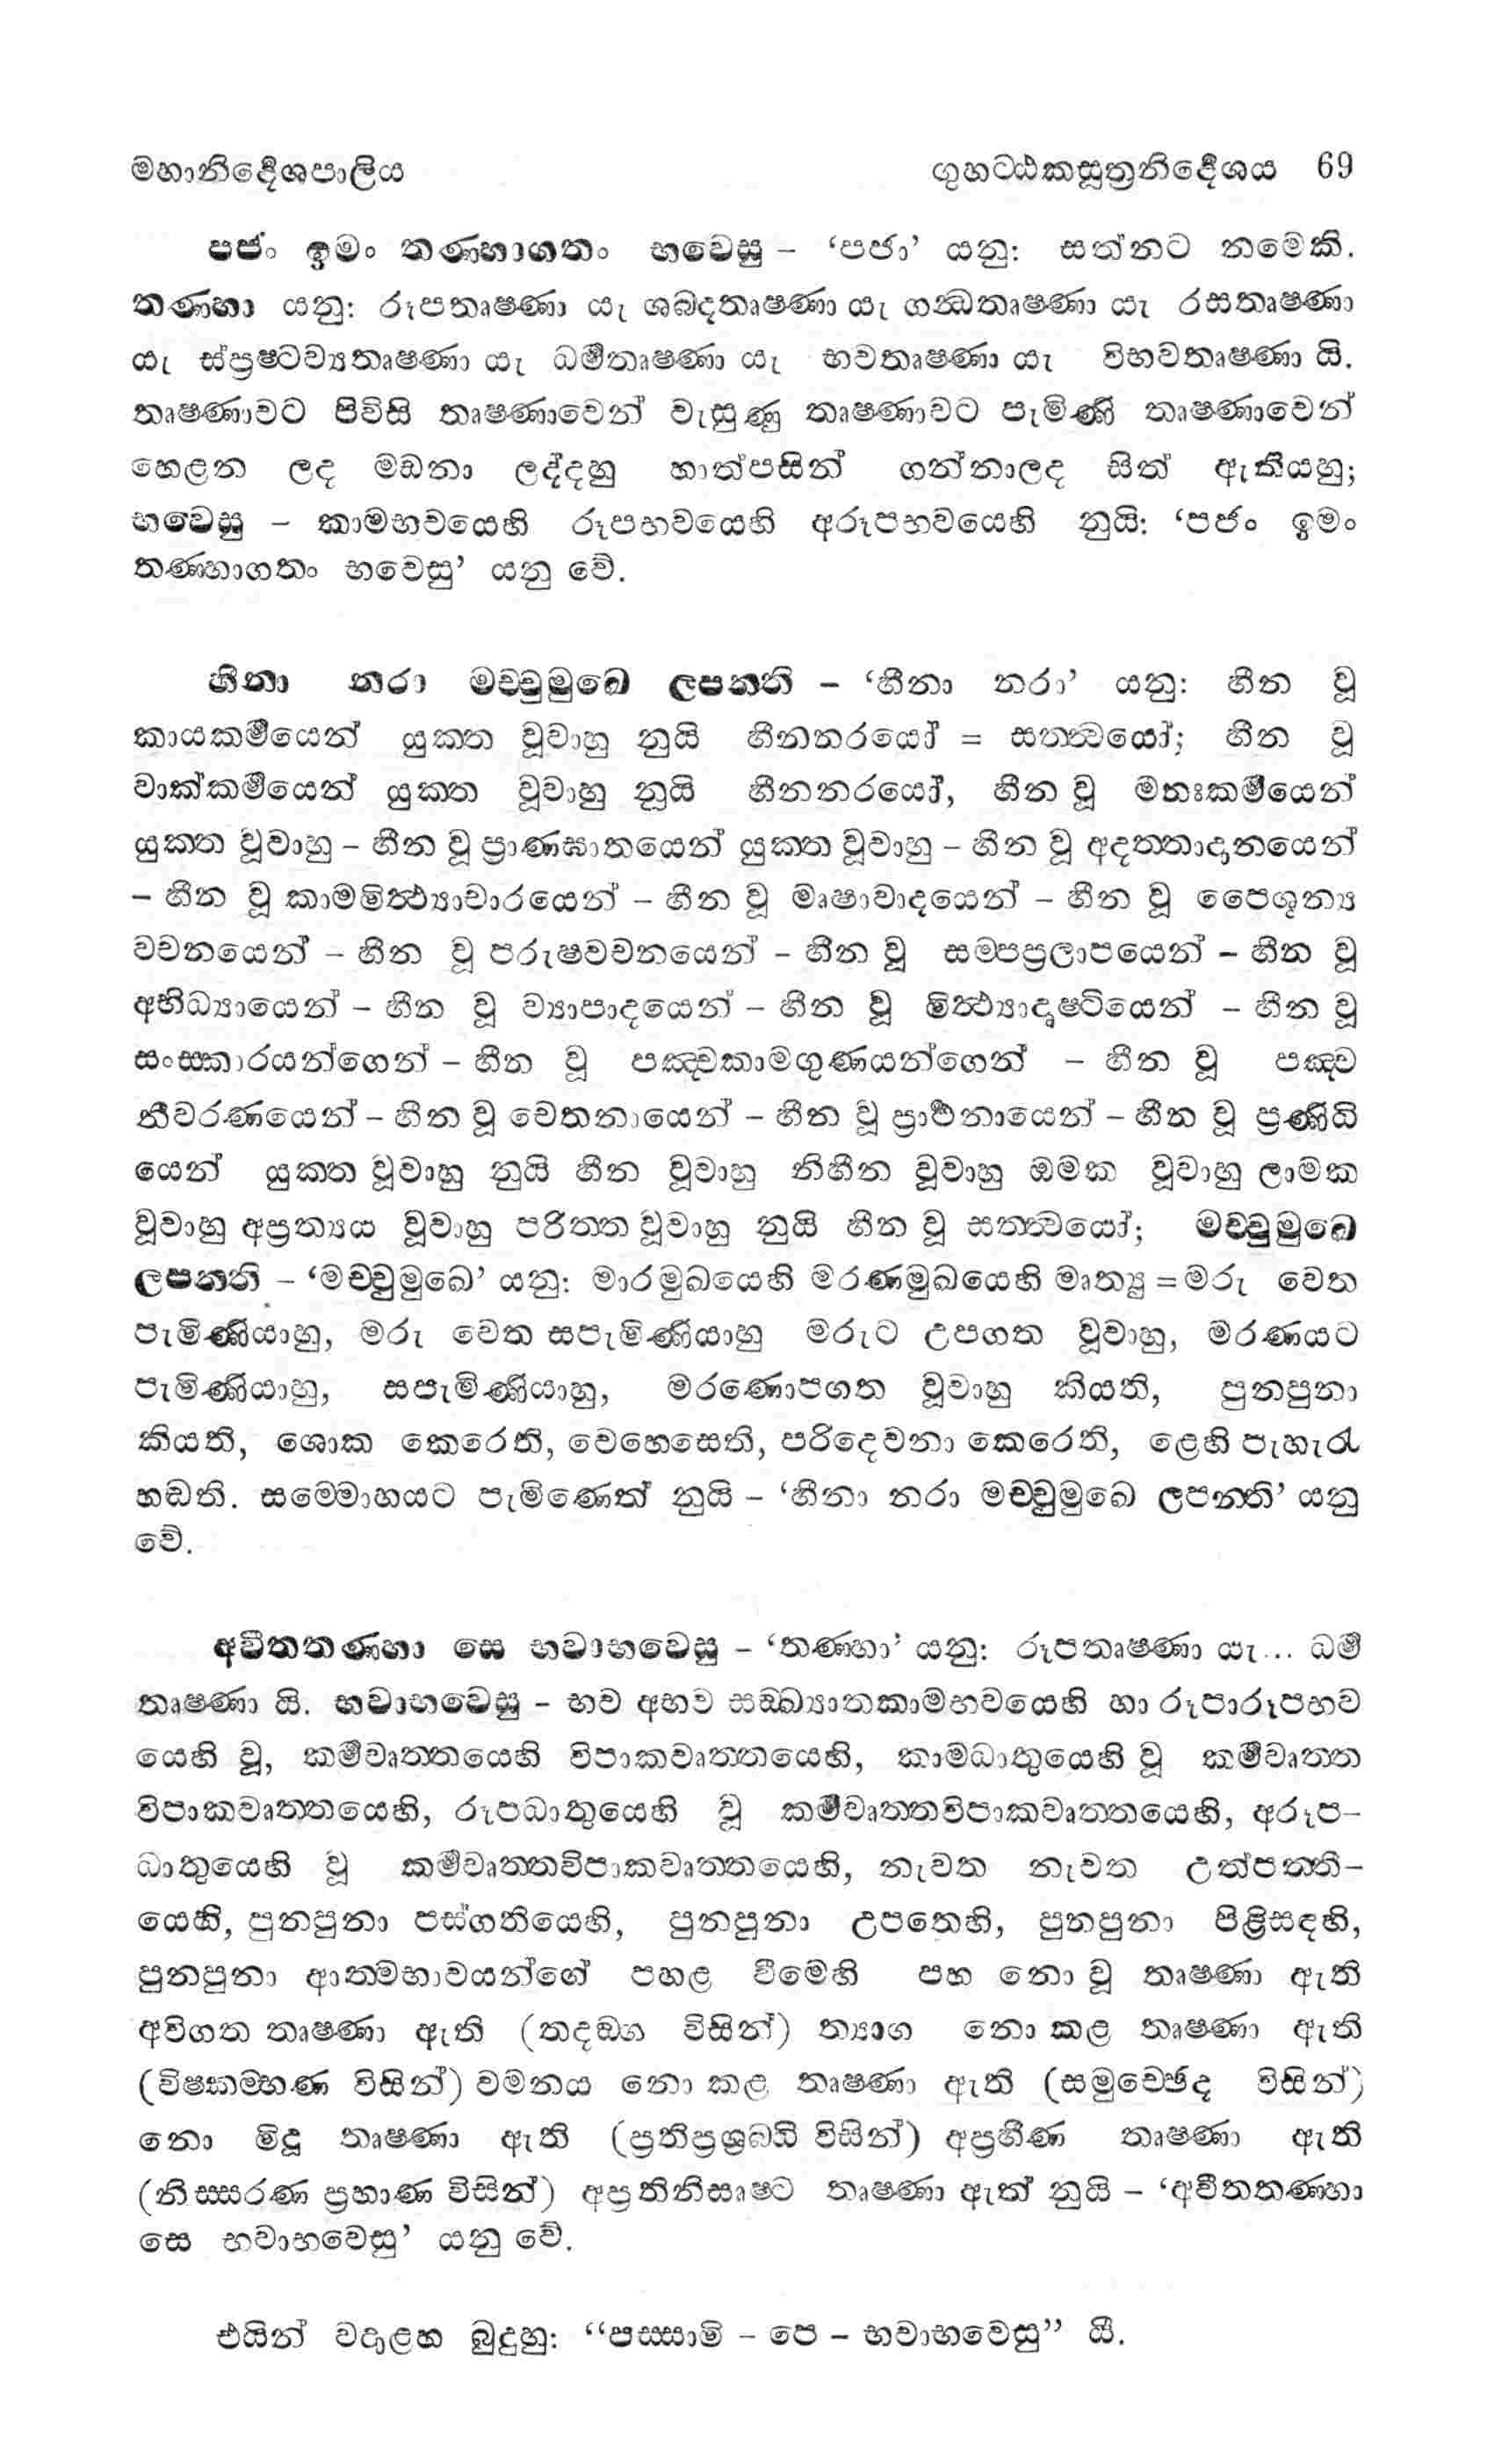 මහානිර්‍දේශපාලිය ගුහට්ඨකසූත්‍රනිර්‍දේශය 69
පජං ඉමං තණ්හාගතං භවෙසු – ‘පජා’ යනු: සත්නට නමෙකි.
තණ්හා යනු: රූපතෘෂ්ණා යැ ශබ්දතෘෂ්ණා යැ ගන්‍ධතෘෂ්ණා යැ රසතෘෂ්ණා
යැ ස්ප්‍රෂ්ටව්‍යතෘෂ්ණා යැ ධර්‍මතෘෂ්ණා යැ භවතෘෂ්ණා යැ විභවතෘෂ්ණා යි.
තෘෂ්ණාවට පිවිසි තෘෂ්ණාවෙන් වැසුණු තෘෂ්ණාවට පැමිණි තෘෂ්ණාවෙන්
හෙළන ලද මඬනා ලද්දහු හාත්පසින් ගන්නාලද සිත් ඇතියහු;
භවෙසු – කාමභවයෙහි රූපභවයෙහි අරූපභවයෙහි නුයි: ‘පජං ඉමං
තණ්හාගතං භවෙසු’ යනු වේ.
හීනා නරා මච්චුමුඛෙ ලපන්ති – ‘හීනා නරා’ යනු: හීන වූ
කායකර්‍මයෙන් යුක්ත වූවාහු නුයි හීනනරයෝ = සත්ත්‍වයෝ; හීන වූ
වාක්කර්‍මයෙන් යුක්ත වූවාහු නුයි හීනනරයෝ, හීන වූ මනඃකර්‍මයෙන්
යුක්ත වූවාහු – හීන වූ ප්‍රාණඝාතයෙන් යුක්ත වූවාහු – හීන වූ අදත්තාදානයෙන්
– හීන වූ කාමමිත්‍ථ්‍යාචාරයෙන් – හීන වූ මෘෂාවාදයෙන් – හීන වූ පෛශුන්‍ය
වචනයෙන් – හීන වූ පරුෂවචනයෙන් – හීන වූ සම්පප්‍රලාපයෙන් – හීන වූ
අභිධ්‍යායෙන් – හීන වූ ව්‍යාපාදයෙන් – හීන වූ මිත්‍ථ්‍යාදෘෂ්ටියෙන් – හීන වූ
සංස්කාරයන්ගෙන් – හීන වූ පඤ්චකාමගුණයන්ගෙන් – හීන වූ පඤ්ච
නීවරණයෙන් – හීන වූ චේතනායෙන් – හීන වූ ප්‍රාර්‍ථනායෙන් – හීන වූ ප්‍රණිධි
යෙන් යුක්ත වූවාහු නුයි හීන වූවාහු නිහීන වූවාහු ඔමක වූවාහු ලාමක
වූවාහු අප්‍රත්‍යය වූවාහු පරිත්ත වූවාහු නුයි හීන වූ සත්ත්‍වයෝ; මච්චුමුඛෙ
ලපන්ති – ‘මච්චුමුඛෙ’ යනු: මාරමුඛයෙහි මරණමුඛයෙහි මෘත්‍යු = මරු වෙත
පැමිණියාහු, මරු වෙත සපැමිණියාහු මරුට උපගත වූවාහු, මරණයට
පැමිණියාහු, සපැමිණියාහු, මරණොපගත වූවාහු කියති, පුනපුනා
කියති, ශොක කෙරෙති, වෙහෙසෙති, පරිදෙවනා කෙරෙති, ළෙහි පැහැරැ
හඬති. සම්මොහයට පැමිණෙත් නුයි – ‘හීනා නරා මච්චුමුඛෙ ලපන්ති’ යනු
වේ.
අවීතතණ්හා සෙ භවාභවෙසු – ‘තණ්හා’ යනු: රූපතෘෂ්ණා යැ... ධර්‍ම
තෘෂ්ණා යි. භවාභවෙසු – භව අභව සඞ්ඛ්‍යාතකාමභවයෙහි හා රූපාරූපභව
යෙහි වූ, කර්‍මවෘත්තයෙහි විපාකවෘත්තයෙහි, කාමධාතුයෙහි වූ කර්‍මවෘත්ත
විපාකවෘත්තයෙහි, රූපධාතුයෙහි වූ කර්‍මවෘත්තවිපාකවෘත්තයෙහි, අරූප–
ධාතුයෙහි වූ කර්‍මවෘත්තවිපාකවෘත්තයෙහි, නැවත නැවත උත්පත්ති–
යෙහි, පුනපුනා පස්ගතියෙහි, පුනපුනා උපතෙහි, පුනපුනා පිළිසඳහි,
පුනපුනා ආත්මභාවයන්ගේ පහළ වීමෙහි පහ නො වූ තෘෂ්ණා ඇති
අවිගත තෘෂ්ණා ඇති (තදඞ්ග විසින්) ත්‍යාග නො කළ තෘෂ්ණා ඇති
(විෂ්කම්භණ විසින්) වමනය නො කළ තෘෂ්ණා ඇති (සමුච්ඡේද විසින්)
නො මිදූ තෘෂ්ණා ඇති (ප්‍රතිප්‍රශ්‍රබ්ධි විසින්) අප්‍රහීණ තෘෂ්ණා ඇති
(නිස්සරණ ප්‍රහාණ විසින්) අප්‍රතිනිසෘෂ්ට තෘෂ්ණා ඇත් නුයි – ‘අවීතතණ්හා
සෙ භවාභවෙසු’ යනු වේ.
එයින් වදාළහ බුදුහු: “පස්සාමි – පෙ – භවාභවෙසු” යී.